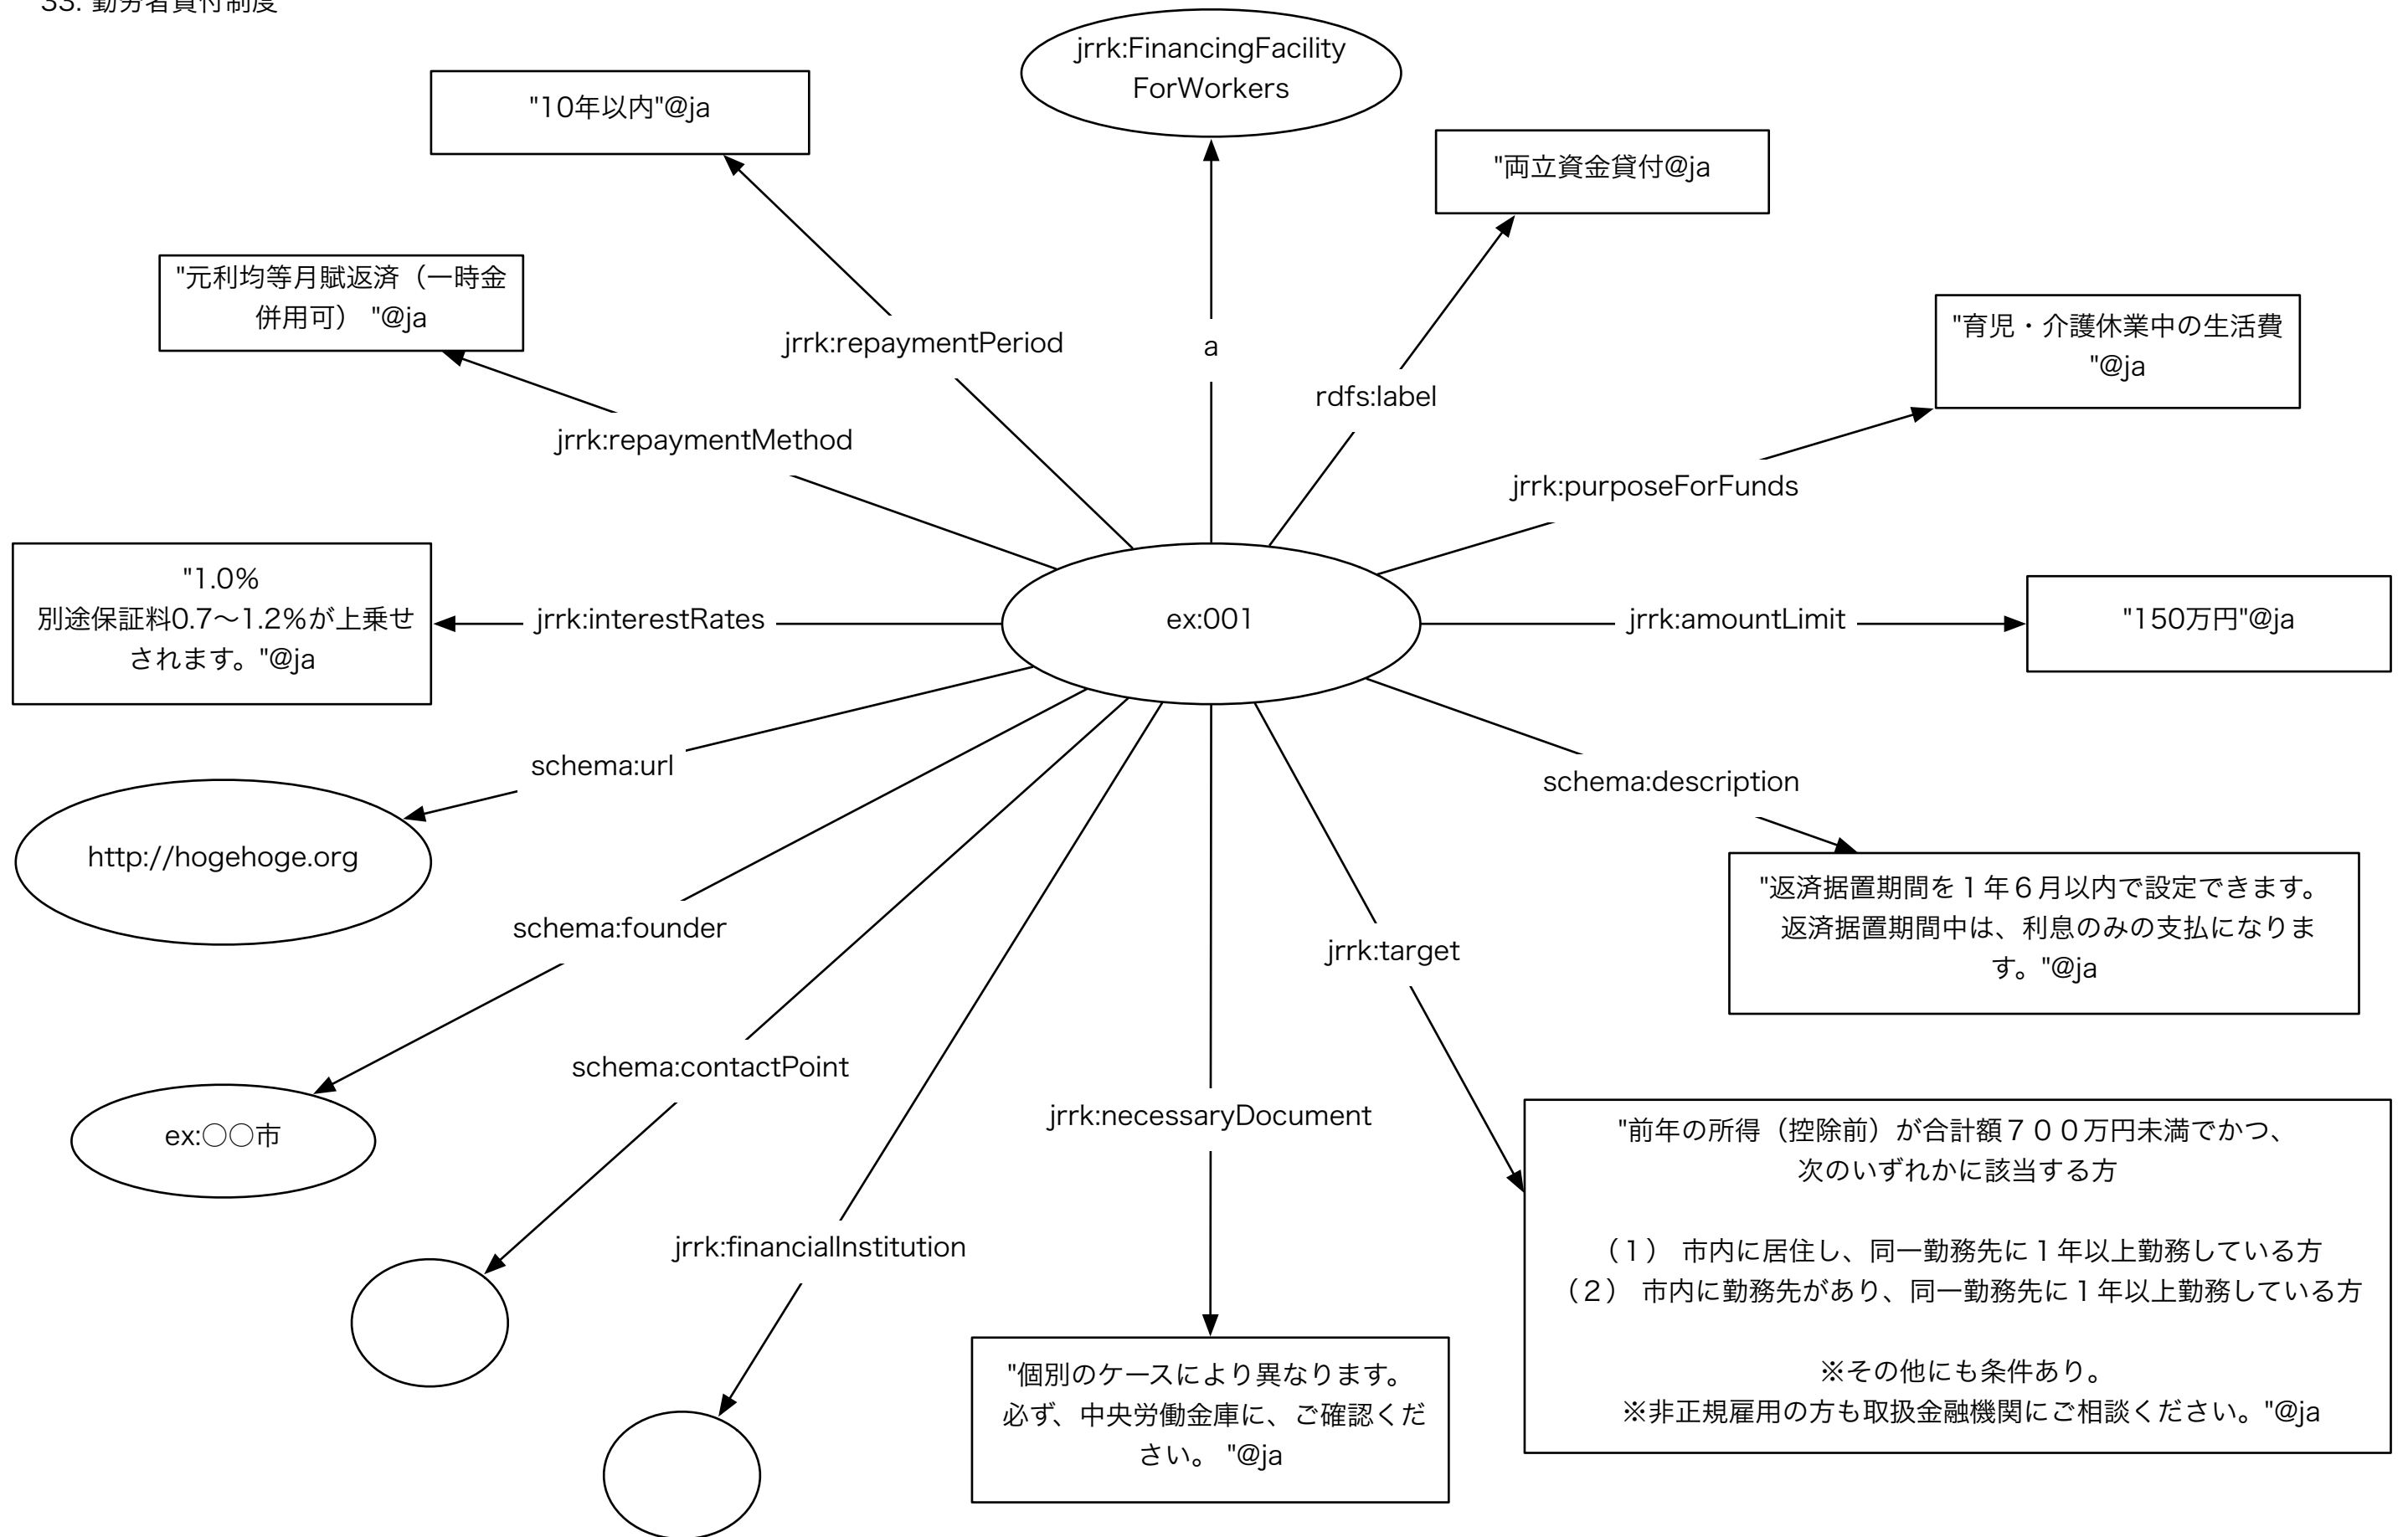 33. 勤労者貸付制度
jrrk:FinancingFacility
ForWorkers
"10年以内"@ja
"両立資金貸付@ja
"元利均等月賦返済（一時金
併用可） "@ja
"育児・介護休業中の生活費
"@ja
jrrk:repaymentPeriod
a
rdfs:label
jrrk:repaymentMethod
jrrk:purposeForFunds
"1.0%
別途保証料0.7〜1.2%が上乗せ
されます。"@ja
jrrk:interestRates
ex:001
jrrk:amountLimit
"150万円"@ja
schema:url
schema:description
http://hogehoge.org
"返済据置期間を１年６月以内で設定できます。
返済据置期間中は、利息のみの支払になりま
す。"@ja
schema:founder
jrrk:target
schema:contactPoint
ex:○○市
jrrk:necessaryDocument
"前年の所得（控除前）が合計額７００万円未満でかつ、
次のいずれかに該当する方
（１） 市内に居住し、同一勤務先に１年以上勤務している方
（２） 市内に勤務先があり、同一勤務先に１年以上勤務している方
※その他にも条件あり。
※非正規雇用の方も取扱金融機関にご相談ください。"@ja
jrrk:financialInstitution
"個別のケースにより異なります。
必ず、中央労働金庫に、ご確認くだ
さい。 "@ja